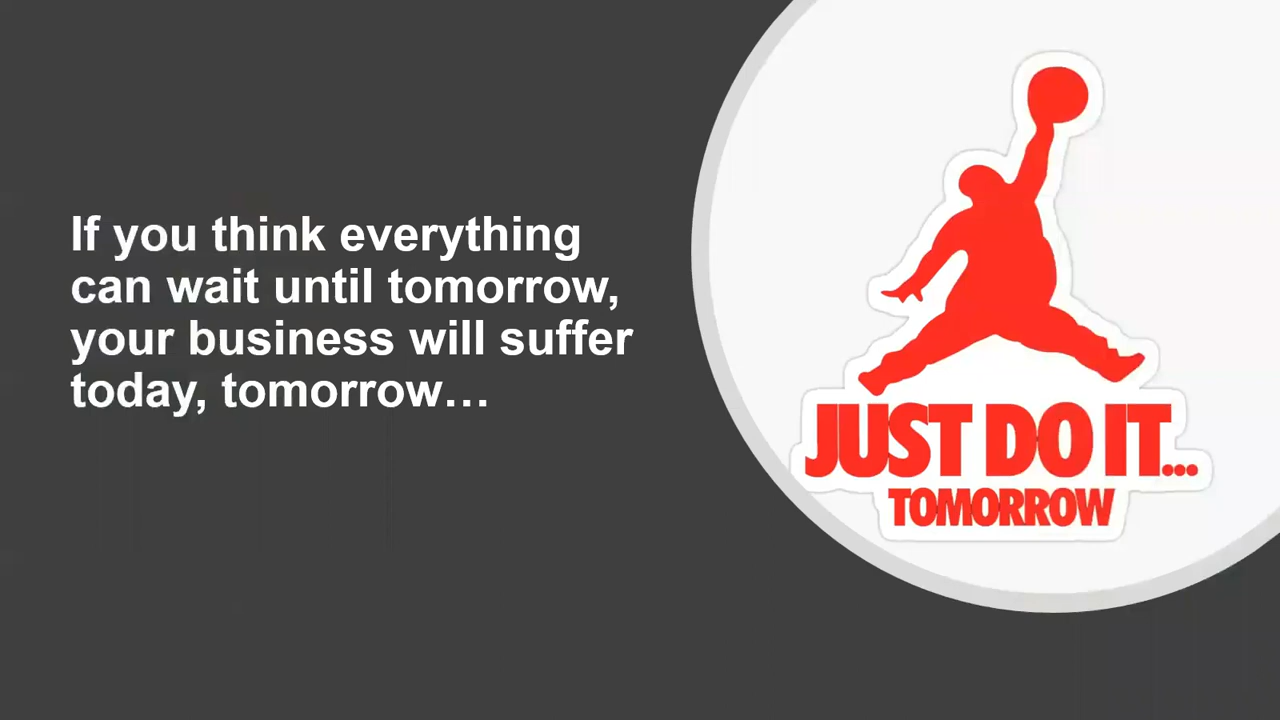 If you think everything
can wait until tomorrow,
your business will suffer
today, tomorrow…
JUST DO IT...
TOMORROW